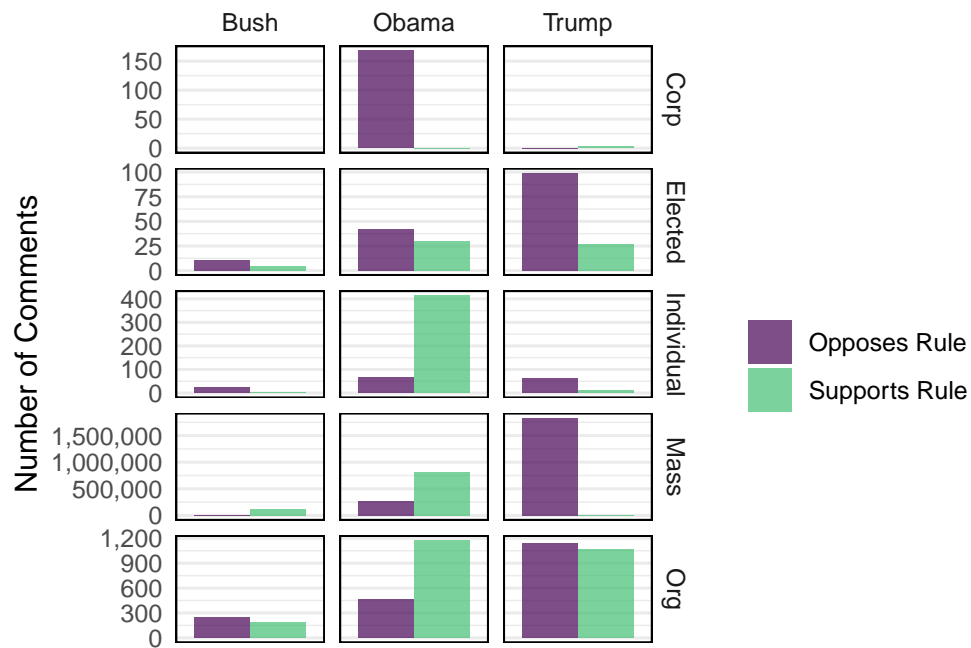 Bush Obama Trump
150
100
50
0
Corp
100
75
50
25
0
Elected
400
300
200
100
0
Individual
1,500,000
1,000,000
500,000
0
Mass
1,200
900
600
300
0
Org
Number of Comments
Opposes Rule
Supports Rule